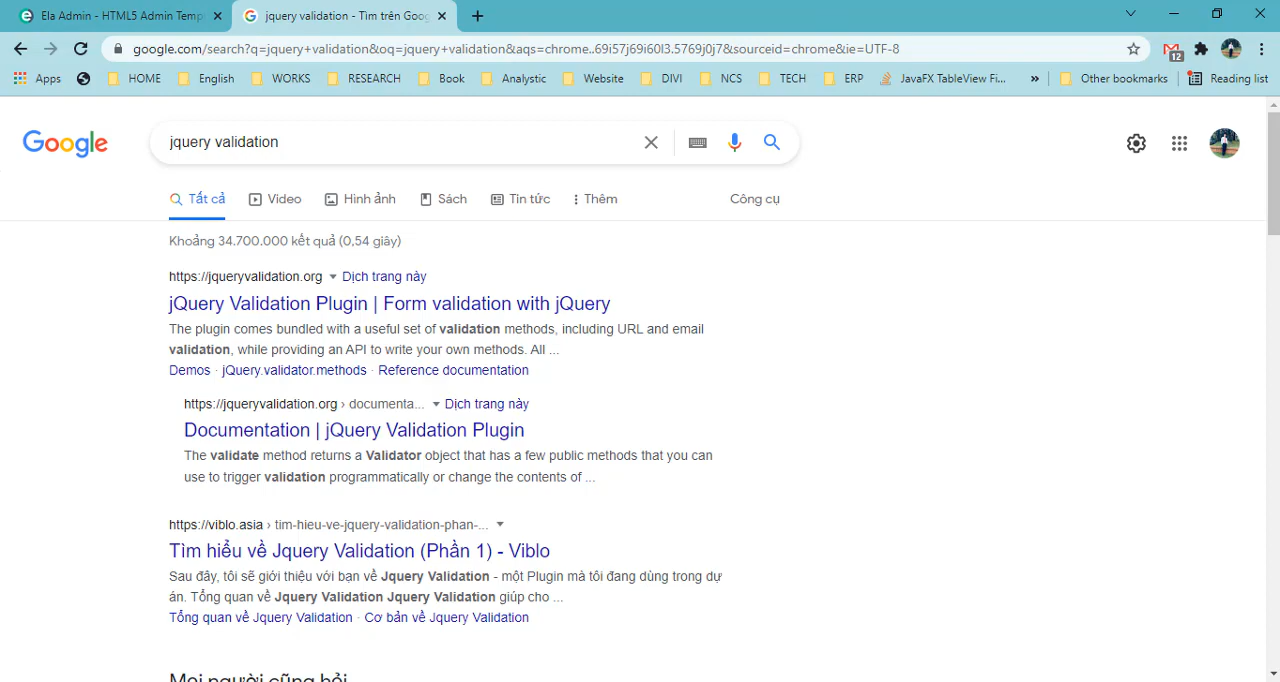 Ela Admin - HTML5 Admin Temp
jquery validation - Tìm trên Goog
google.com/search?q=jquery+validation&oq=jquery+validation&aqs=chrome..69i57j69i60l3.5769j0j7&sourceid=chrome&ie=UTF-8
12
Apps HOME English WORKS RESEARCH Book Analystic Website DIVI NCS TECH ERP JavaFX TableView Fi... » Other bookmarks Reading list
Google
jquery validation
Tất cả Video Hình ảnh Sách Tin tức Thêm Công cụ
Khoảng 34.700.000 kết quả (0,54 giây)
https://jqueryvalidation.org Dịch trang này
jQuery Validation Plugin | Form validation with jQuery
The plugin comes bundled with a useful set of validation methods, including URL and email
validation, while providing an API to write your own methods. All ...
Demos · jQuery.validator.methods · Reference documentation
https://jqueryvalidation.org › documenta... Dịch trang này
Documentation | jQuery Validation Plugin
The validate method returns a Validator object that has a few public methods that you can
use to trigger validation programmatically or change the contents of ...
https://viblo.asia › tim-hieu-ve-jquery-validation-phan-...
Tìm hiểu về Jquery Validation (Phần 1) - Viblo
Sau đây, tôi sẽ giới thiệu với bạn về Jquery Validation - một Plugin mà tôi đang dùng trong dự
án. Tổng quan về Jquery Validation Jquery Validation giúp cho ...
Tổng quan về Jquery Validation · Cơ bản về Jquery Validation
Mọi người cũng hỏi